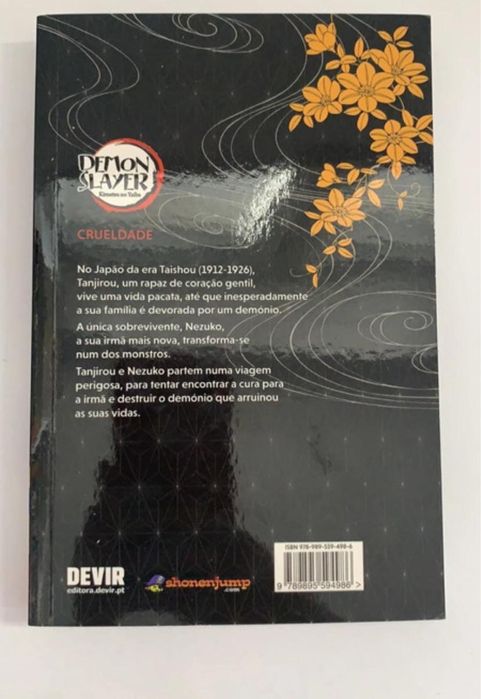 DEMON
SLAYER
Kimetsu no Yaiba
CRUELDADE
No Japão da era Taishou (1912-1926),
Tanjirou, um rapaz de coração gentil,
vive uma vida pacata, até que inesperadamente
a sua família é devorada por um demónio.
A única sobrevivente, Nezuko,
a sua irmã mais nova, transforma-se
num dos monstros.
Tanjirou e Nezuko partem numa viagem
perigosa, para tentar encontrar a cura para
a irmã e destruir o demónio que arruinou
as suas vidas.
ISBN 978-989-559-498-6
9 789895 594986 >
DEVIR
editora.devir.pt
shonenjump
.com